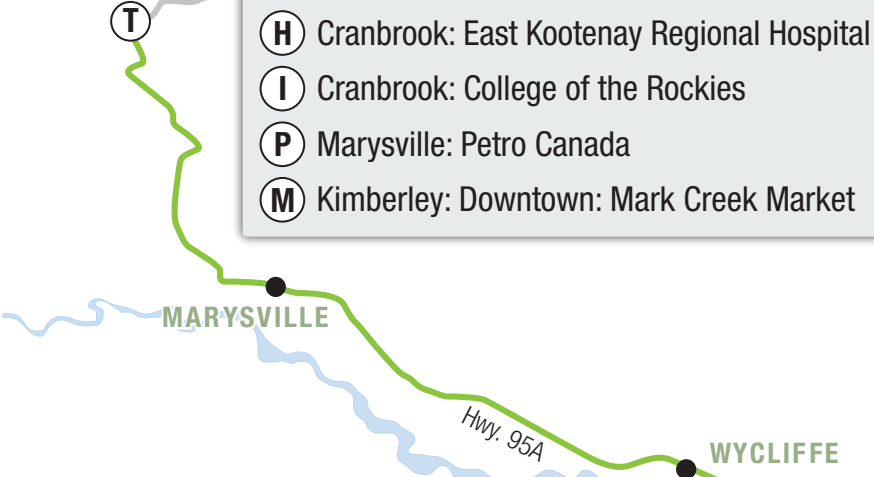 T
H Cranbrook: East Kootenay Regional Hospital
I Cranbrook: College of the Rockies
P Marysville: Petro Canada
M Kimberley: Downtown: Mark Creek Market
MARYSVILLE
Hwy. 95A
WYCLIFFE